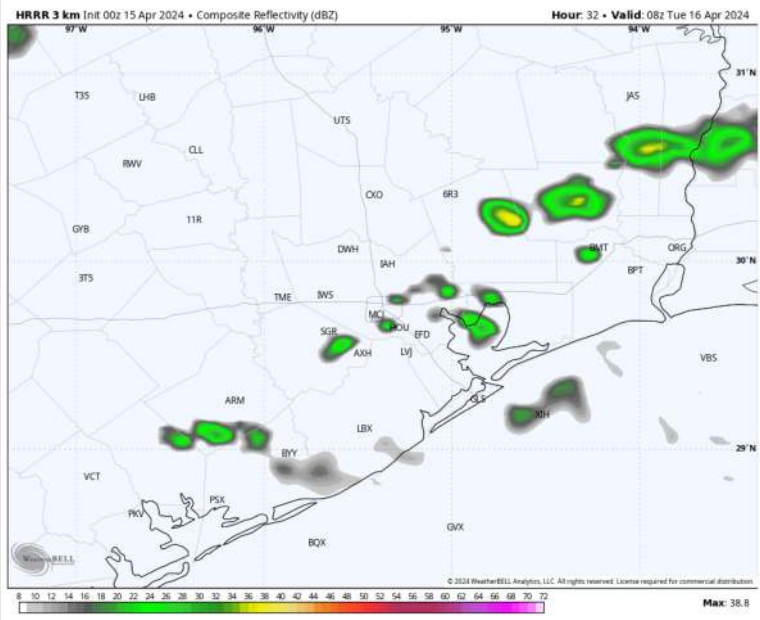 HRRR 3 km Init 00z 15 Apr 2024 • Composite Reflectivity (dBZ) Hour: 32 • Valid: 08z Tue 16 Apr 2024
97°W 96°W 95°W 94°W
31°N
T35 LHB JAS
UTS
CLL
RWV
CXO 6R3
11R
GYB
DWH BMT ORG
IAH 30°N
3T5 BPT
TME IWS
MCJ
SGR HOU EFD
AXH LVJ VBS
ARM GLS
XIH
LBX
BYY 29°N
VCT
PSX
PKV
GVX
BQX
WeatherBELL
© 2024 WeatherBELL Analytics, LLC. All rights reserved. License required for commercial distribution.
8 10 12 14 16 18 20 22 24 26 28 30 32 34 36 38 40 42 44 46 48 50 52 54 56 58 60 62 64 66 68 70 72 Max: 38.8